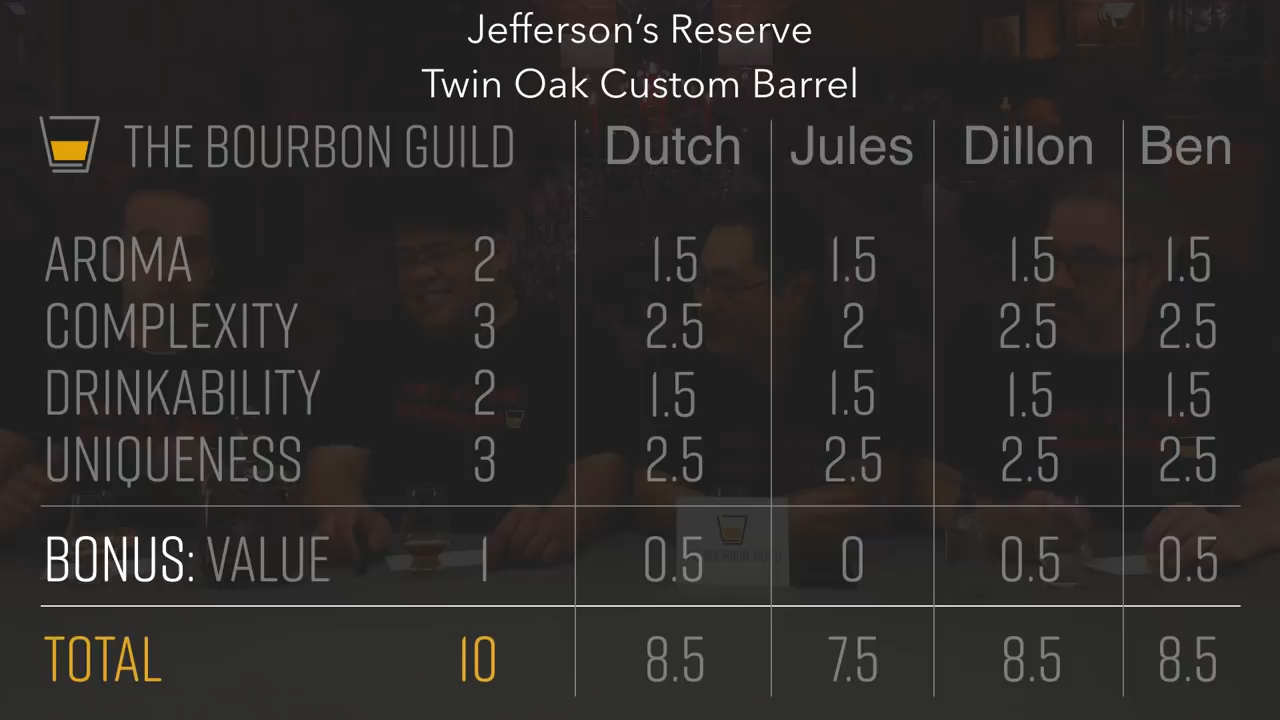 Jefferson's Reserve
Twin Oak Custom Barrel
THE BOURBON GUILD Dutch Jules Dillon Ben
AROMA 2 1.5 1.5 1.5 1.5
COMPLEXITY 3 2.5 2 2.5 2.5
DRINKABILITY 2 1.5 1.5 1.5 1.5
UNIQUENESS 3 2.5 2.5 2.5 2.5
BONUS: VALUE 1 0.5 0 0.5 0.5
TOTAL 10 8.5 7.5 8.5 8.5